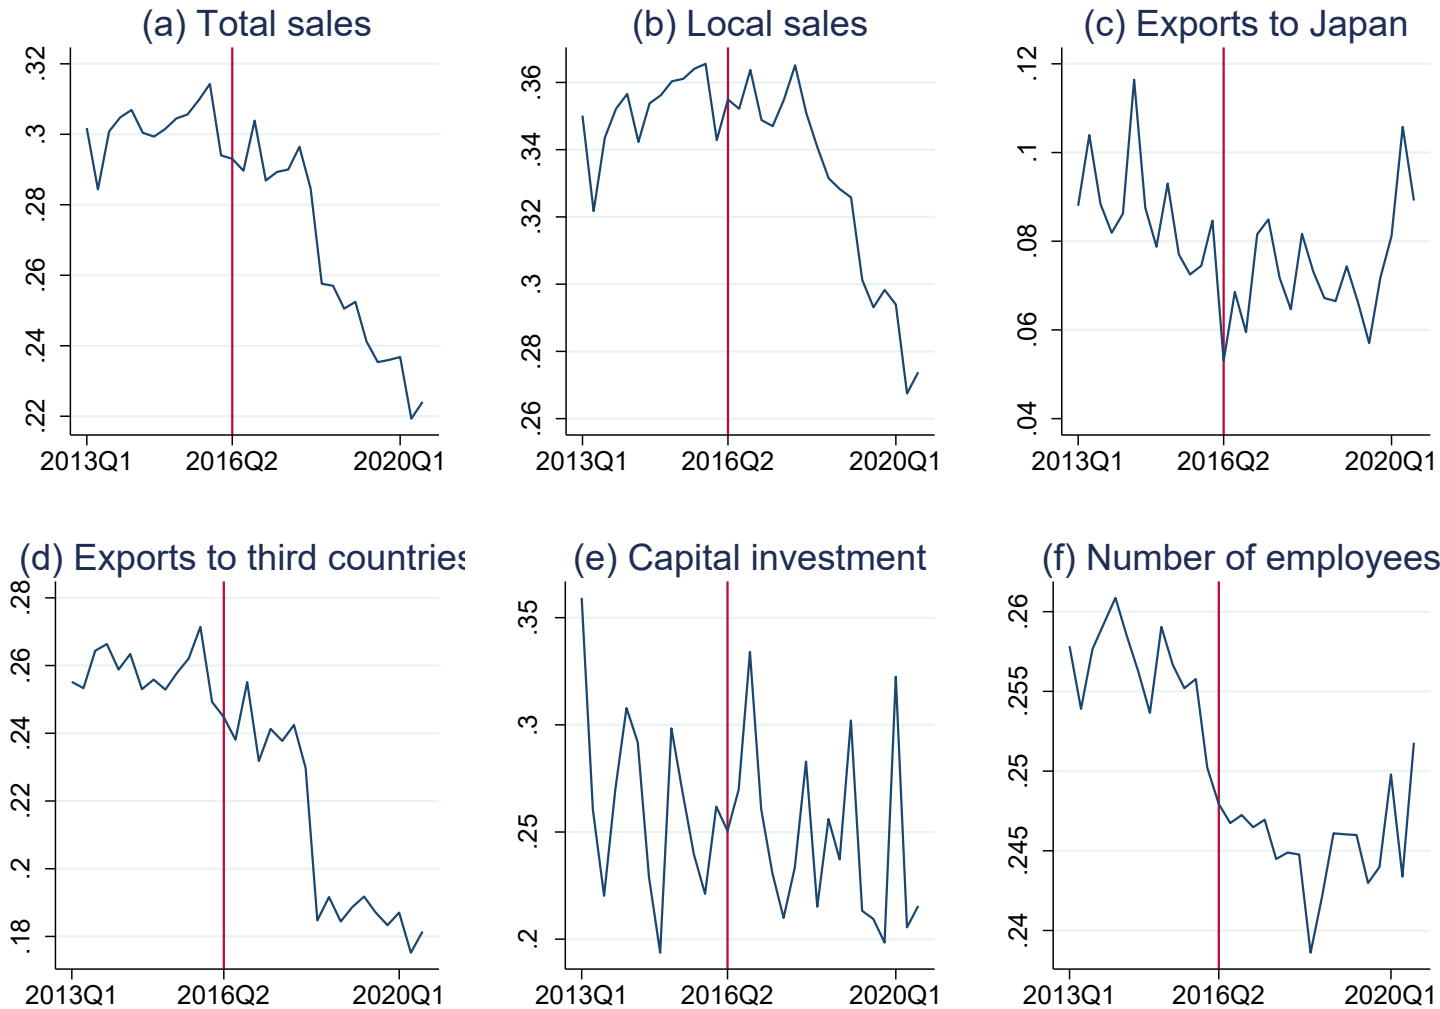 (a) Total sales
.32
.3
.28
.26
.24
.22
2013Q1 2016Q2 2020Q1
(b) Local sales
.36
.34
.32
.3
.28
.26
2013Q1 2016Q2 2020Q1
(c) Exports to Japan
.12
.1
.08
.06
.04
2013Q1 2016Q2 2020Q1
(d) Exports to third countries
.28
.26
.24
.22
.2
.18
2013Q1 2016Q2 2020Q1
(e) Capital investment
.35
.3
.25
.2
2013Q1 2016Q2 2020Q1
(f) Number of employees
.26
.255
.25
.245
.24
2013Q1 2016Q2 2020Q1